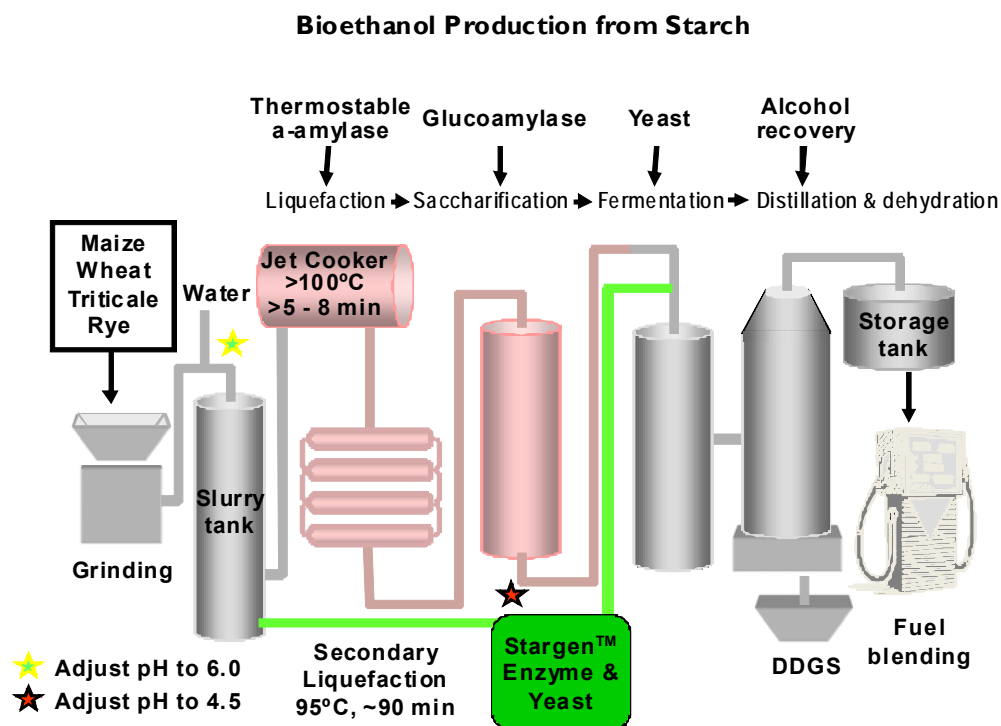 Bioethanol Production from Starch
Thermostable
a-amylase
Glucoamylase
Yeast
Alcohol
recovery
Liquefaction
Saccharification
Fermentation
Distillation & dehydration
Maize
Wheat
Triticale
Rye
Water
Jet Cooker
>100ºC
>5 - 8 min
Storage
tank
Slurry
tank
Grinding
Secondary
Liquefaction
95ºC, ~90 min
Stargen™
Enzyme &
Yeast
DDGS
Fuel
blending
Adjust pH to 6.0
Adjust pH to 4.5